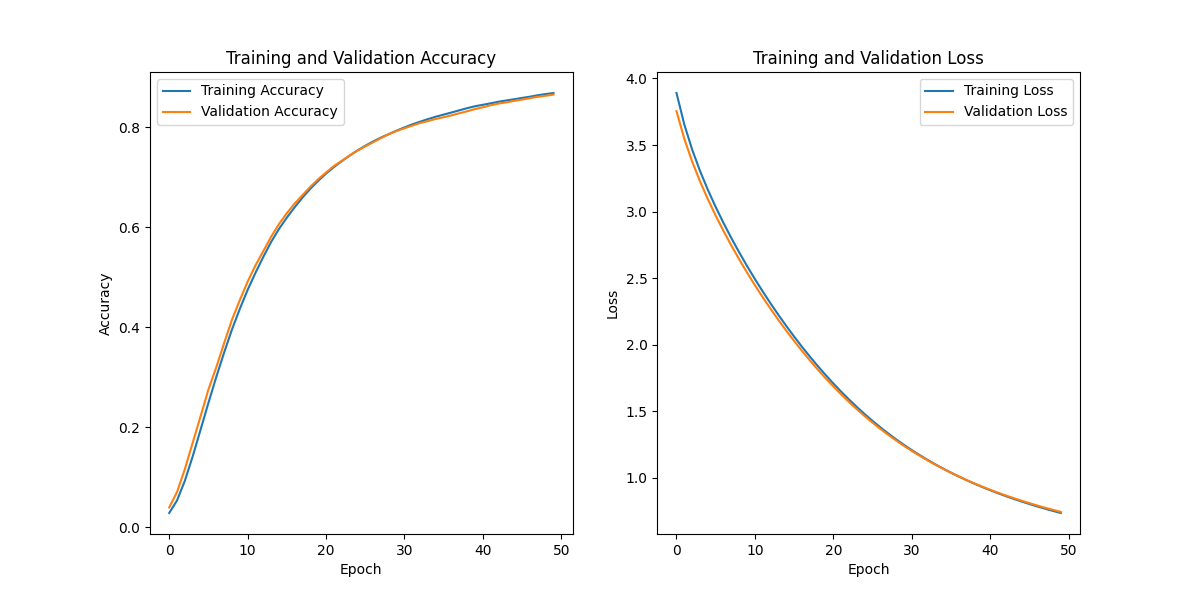 Training and Validation Accuracy
Training Accuracy
Validation Accuracy
0.8
0.6
0.4
0.2
0.0
Accuracy
0 10 20 30 40 50
Epoch
Training and Validation Loss
Training Loss
Validation Loss
4.0
3.5
3.0
2.5
2.0
1.5
1.0
Loss
0 10 20 30 40 50
Epoch